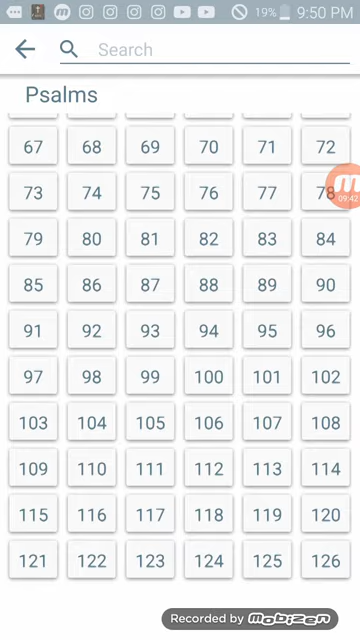 19% 9:50 PM
Search
Psalms
67 68 69 70 71 72
73 74 75 76 77 78
09:42
79 80 81 82 83 84
85 86 87 88 89 90
91 92 93 94 95 96
97 98 99 100 101 102
103 104 105 106 107 108
109 110 111 112 113 114
115 116 117 118 119 120
121 122 123 124 125 126
Recorded by Mobizen